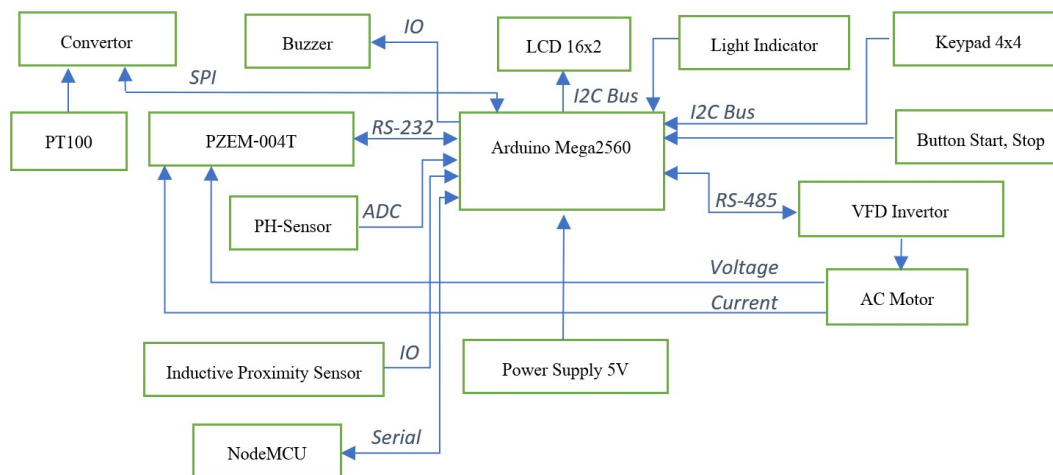 Convertor
Buzzer
IO
LCD 16x2
Light Indicator
Keypad 4x4
SPI
I2C Bus
I2C Bus
PT100
PZEM-004T
RS-232
Arduino Mega2560
Button Start, Stop
PH-Sensor
ADC
RS-485
VFD Invertor
Voltage
Current
AC Motor
Inductive Proximity Sensor
IO
Power Supply 5V
NodeMCU
Serial